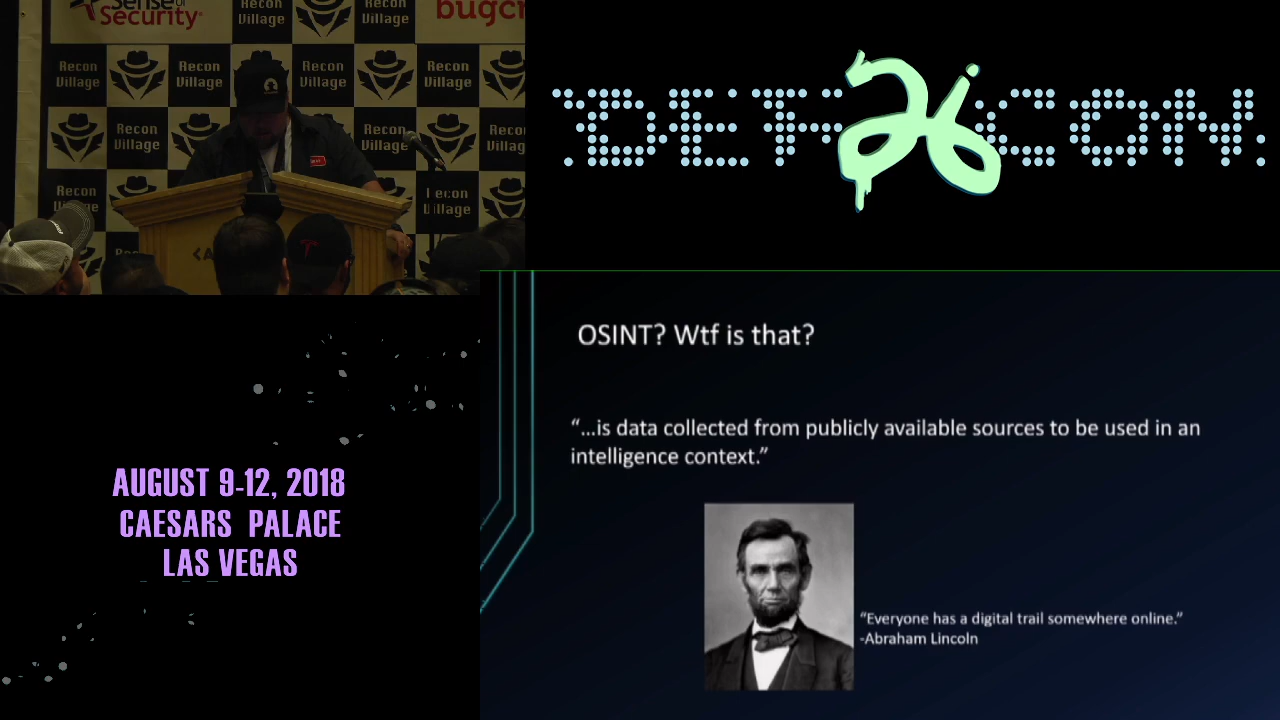 Sense of
Security
Recon
Village
Recon
Village
bugcr
Recon
Village
Recon
Village
Recon
Village
Recon
Village
Recon
Village
Recon
Village
Recon
Village
Recon
DEF CON
26
AUGUST 9-12, 2018
CAESARS PALACE
LAS VEGAS
OSINT? Wtf is that?
“...is data collected from publicly available sources to be used in an
intelligence context.”
“Everyone has a digital trail somewhere online.”
-Abraham Lincoln